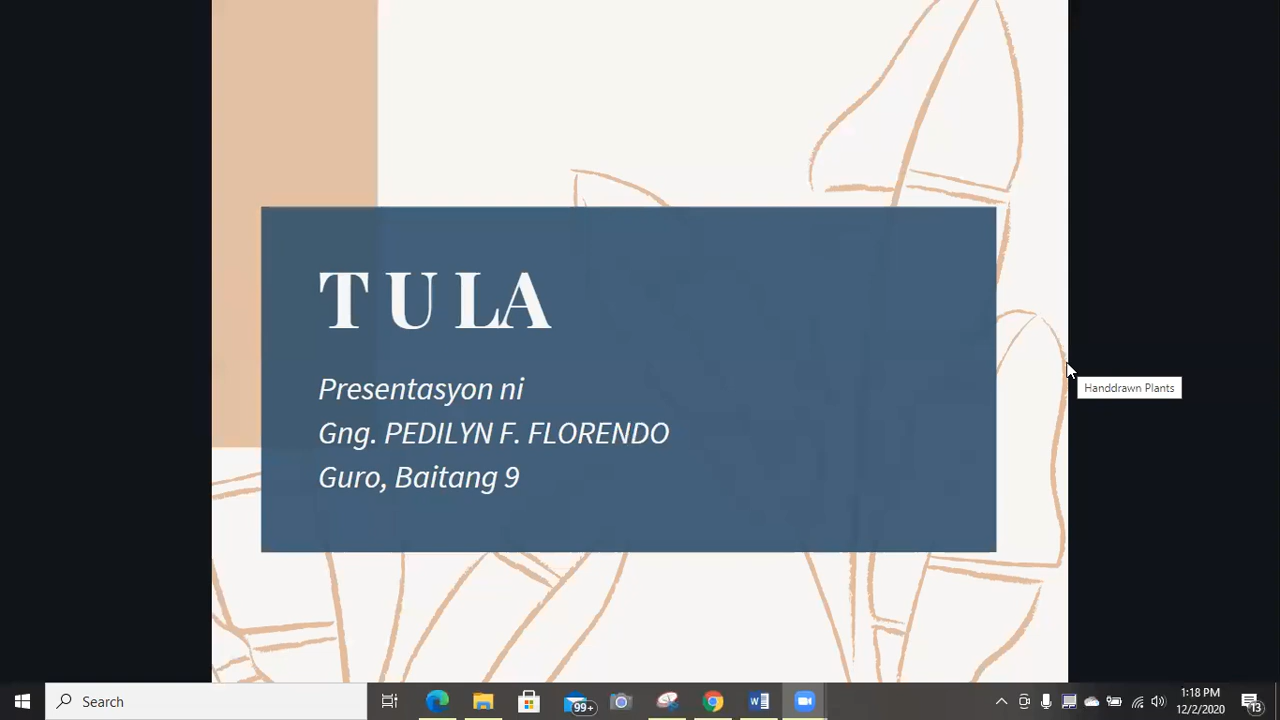 TULA
Presentasyon ni
Gng. PEDILYN F. FLORENDO
Guro, Baitang 9
Handdrawn Plants
Search
99+
1:18 PM
12/2/2020
13